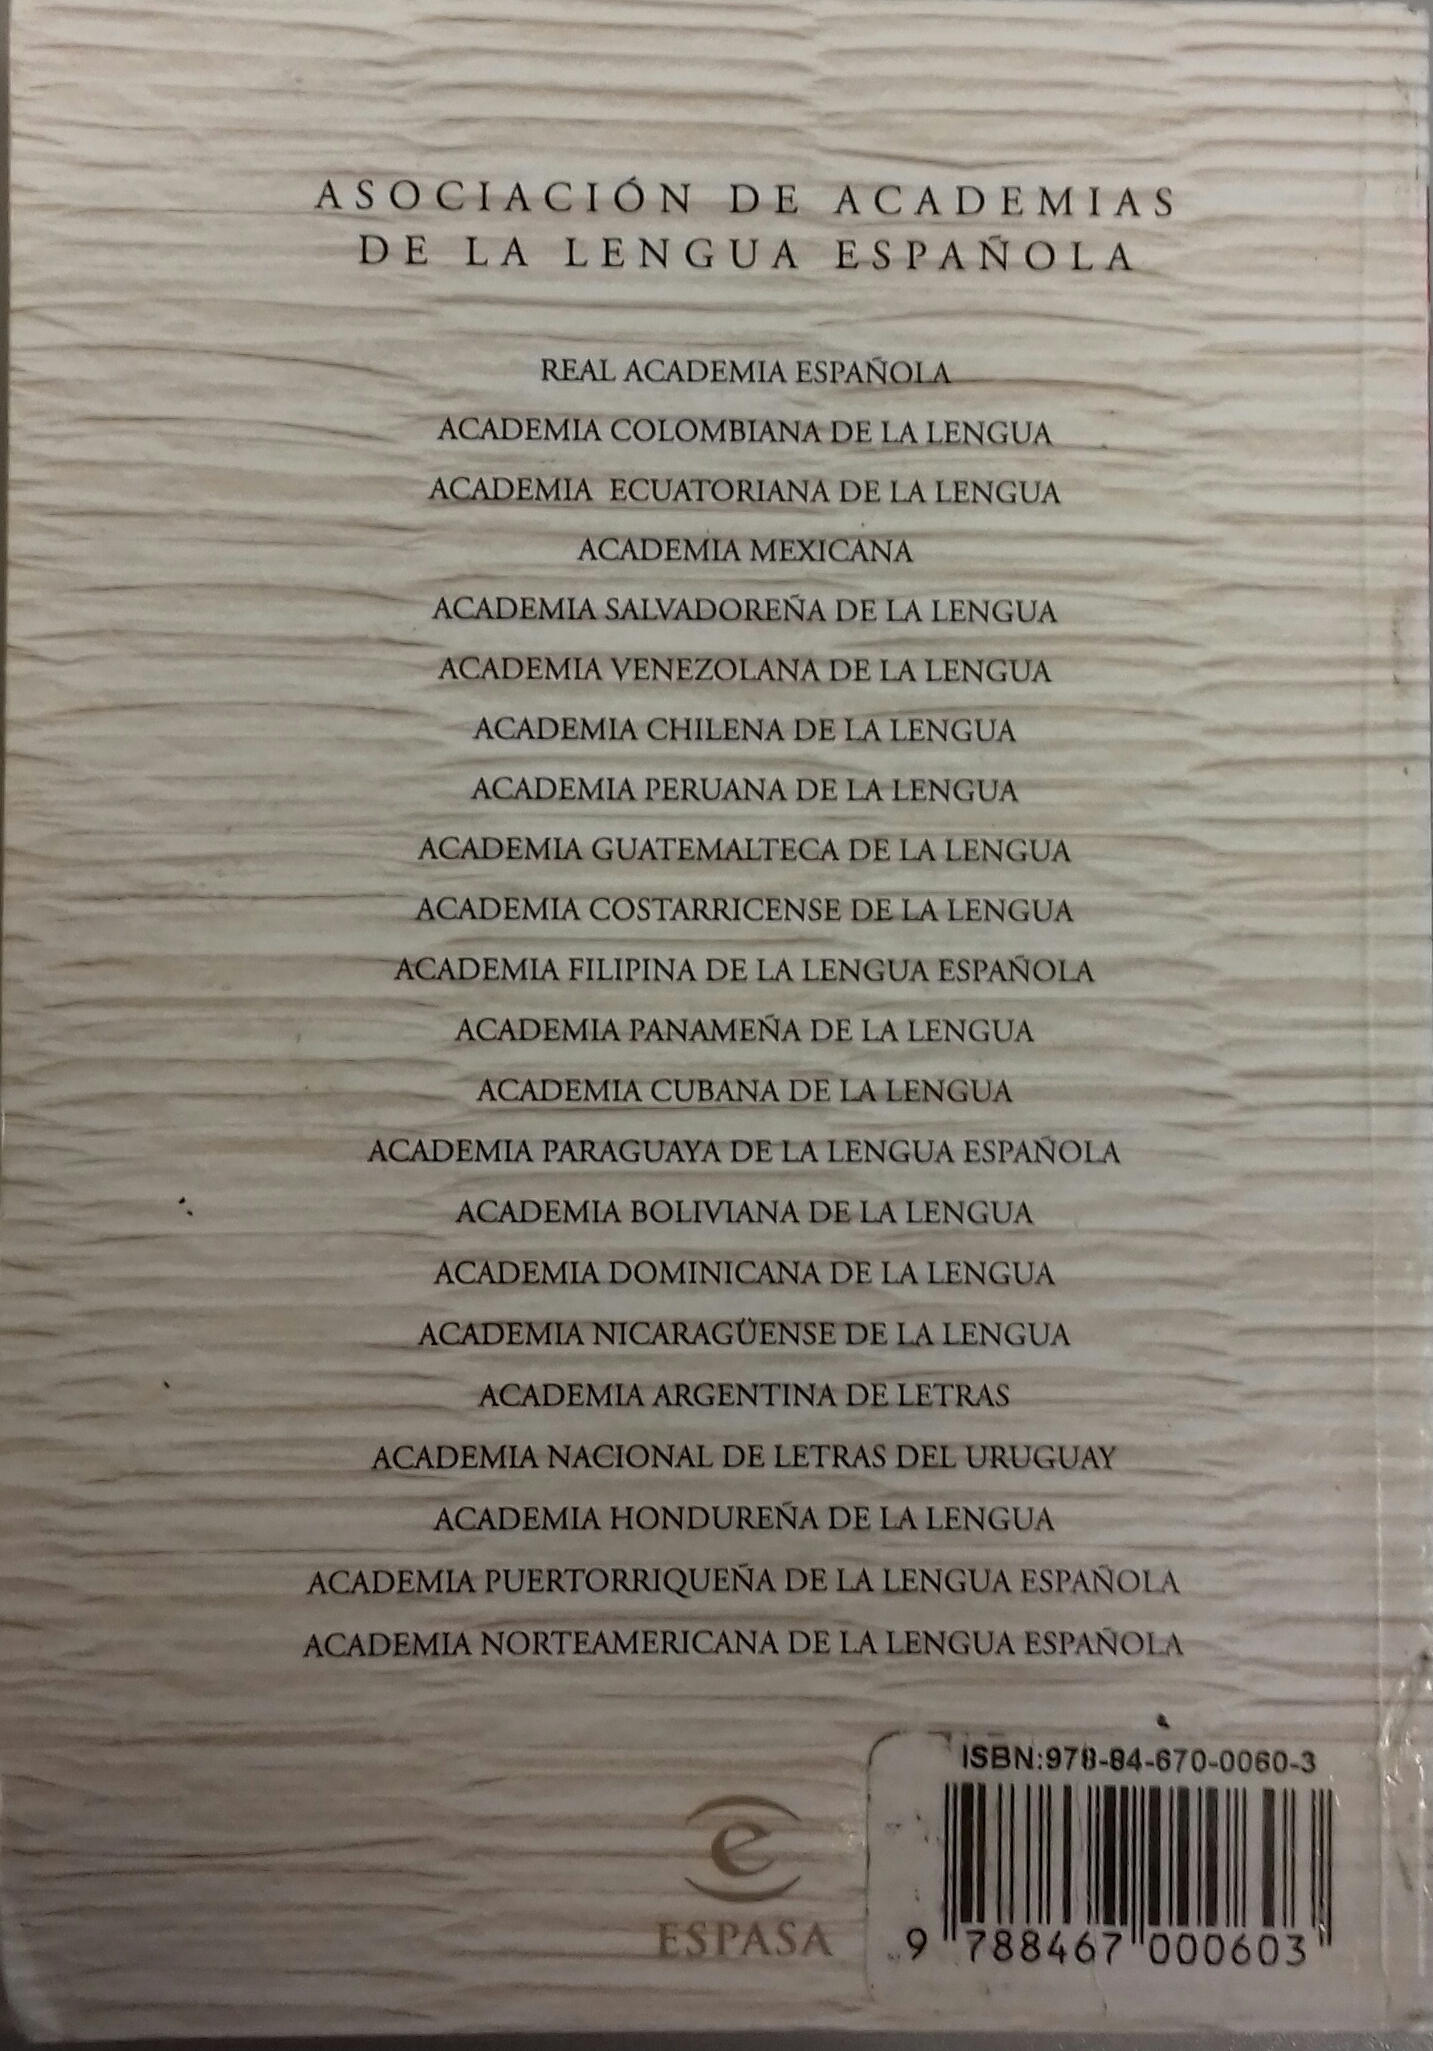 ASOCIACIÓN DE ACADEMIAS
DE LA LENGUA ESPAÑOLA
REAL ACADEMIA ESPAÑOLA
ACADEMIA COLOMBIANA DE LA LENGUA
ACADEMIA ECUATORIANA DE LA LENGUA
ACADEMIA MEXICANA
ACADEMIA SALVADOREÑA DE LA LENGUA
ACADEMIA VENEZOLANA DE LA LENGUA
ACADEMIA CHILENA DE LA LENGUA
ACADEMIA PERUANA DE LA LENGUA
ACADEMIA GUATEMALTECA DE LA LENGUA
ACADEMIA COSTARRICENSE DE LA LENGUA
ACADEMIA FILIPINA DE LA LENGUA ESPAÑOLA
ACADEMIA PANAMEÑA DE LA LENGUA
ACADEMIA CUBANA DE LA LENGUA
ACADEMIA PARAGUAYA DE LA LENGUA ESPAÑOLA
ACADEMIA BOLIVIANA DE LA LENGUA
ACADEMIA DOMINICANA DE LA LENGUA
ACADEMIA NICARAGÜENSE DE LA LENGUA
ACADEMIA ARGENTINA DE LETRAS
ACADEMIA NACIONAL DE LETRAS DEL URUGUAY
ACADEMIA HONDUREÑA DE LA LENGUA
ACADEMIA PUERTORRIQUEÑA DE LA LENGUA ESPAÑOLA
ACADEMIA NORTEAMERICANA DE LA LENGUA ESPAÑOLA
e
ESPASA
ISBN:978-84-670-0060-3
9 788467 000603